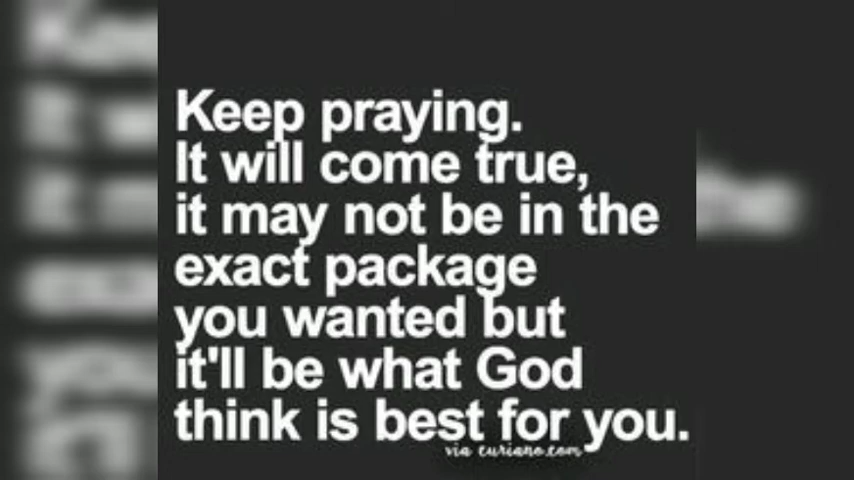 Keep praying.
It will come true,
it may not be in the
exact package
you wanted but
it'll be what God
think is best for you.
via curiano.com